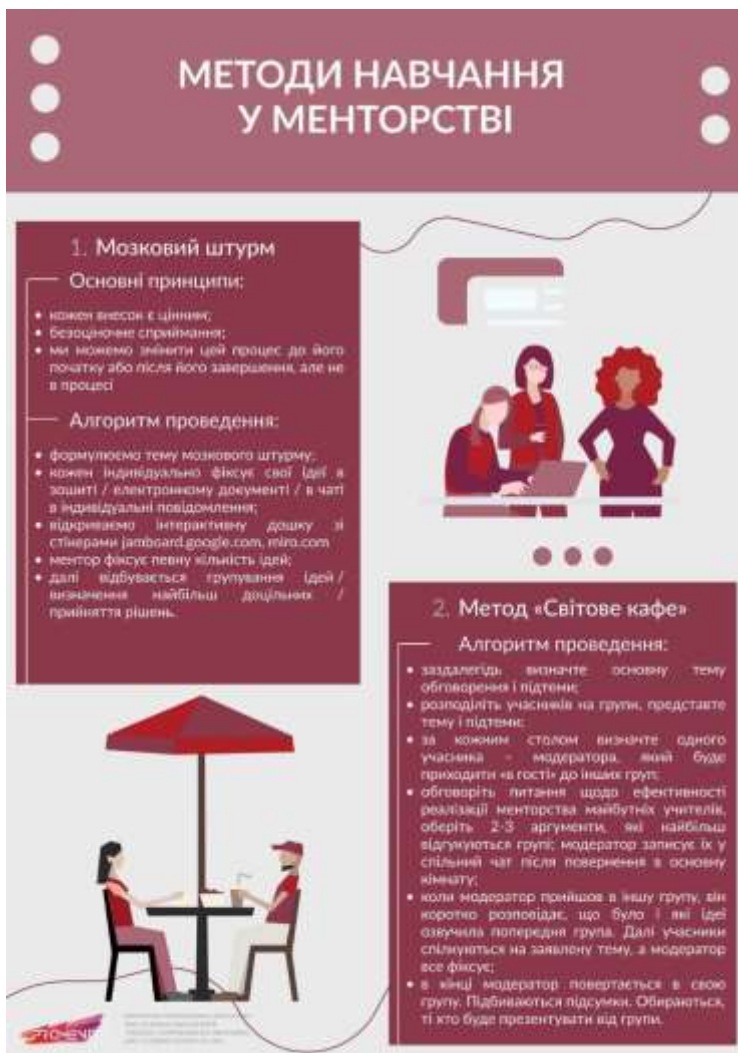 МЕТОДИ НАВЧАННЯ
У МЕНТОРСТВІ
1. Мозковий штурм
Основні принципи:
• кожен внесок є цінним;
• безоціночне сприймання;
• ми можемо змінити цей процес до його
початку або після його завершення, але не
в процесі
Алгоритм проведення:
• формулюємо тему мозкового штурму;
• кожен індивідуально фіксує свої ідеї в
зошиті / електронному документі / в чаті
в індивідуальні повідомлення;
• відкриваємо інтерактивну дошку зі
стікерами jamboard.google.com, miro.com
• ментор фіксує певну кількість ідей;
• далі відбувається групування ідей /
визначення найбільш доцільних /
прийняття рішень.
2. Метод «Світове кафе»
Алгоритм проведення:
• заздалегідь визначте основну тему
обговорення і підтеми;
• розподіліть учасників на групи, представте
тему і підтеми;
• за кожним столом визначте одного
учасника - модератора, який буде
приходити «в гості» до інших груп;
• обговоріть питання щодо ефективності
реалізації менторства майбутніх учителів,
оберіть 2-3 аргументи, які найбільш
відгукуються групі; модератор записує їх у
спільний чат після повернення в основну
кімнату;
• коли модератор прийшов в іншу групу, він
коротко розповідає, що було і які ідеї
озвучила попередня група. Далі учасники
спілкуються на заявлену тему, а модератор
все фіксує;
• в кінці модератор повертається в свою
групу. Підбиваються підсумки. Обираються,
ті хто буде презентувати від групи.